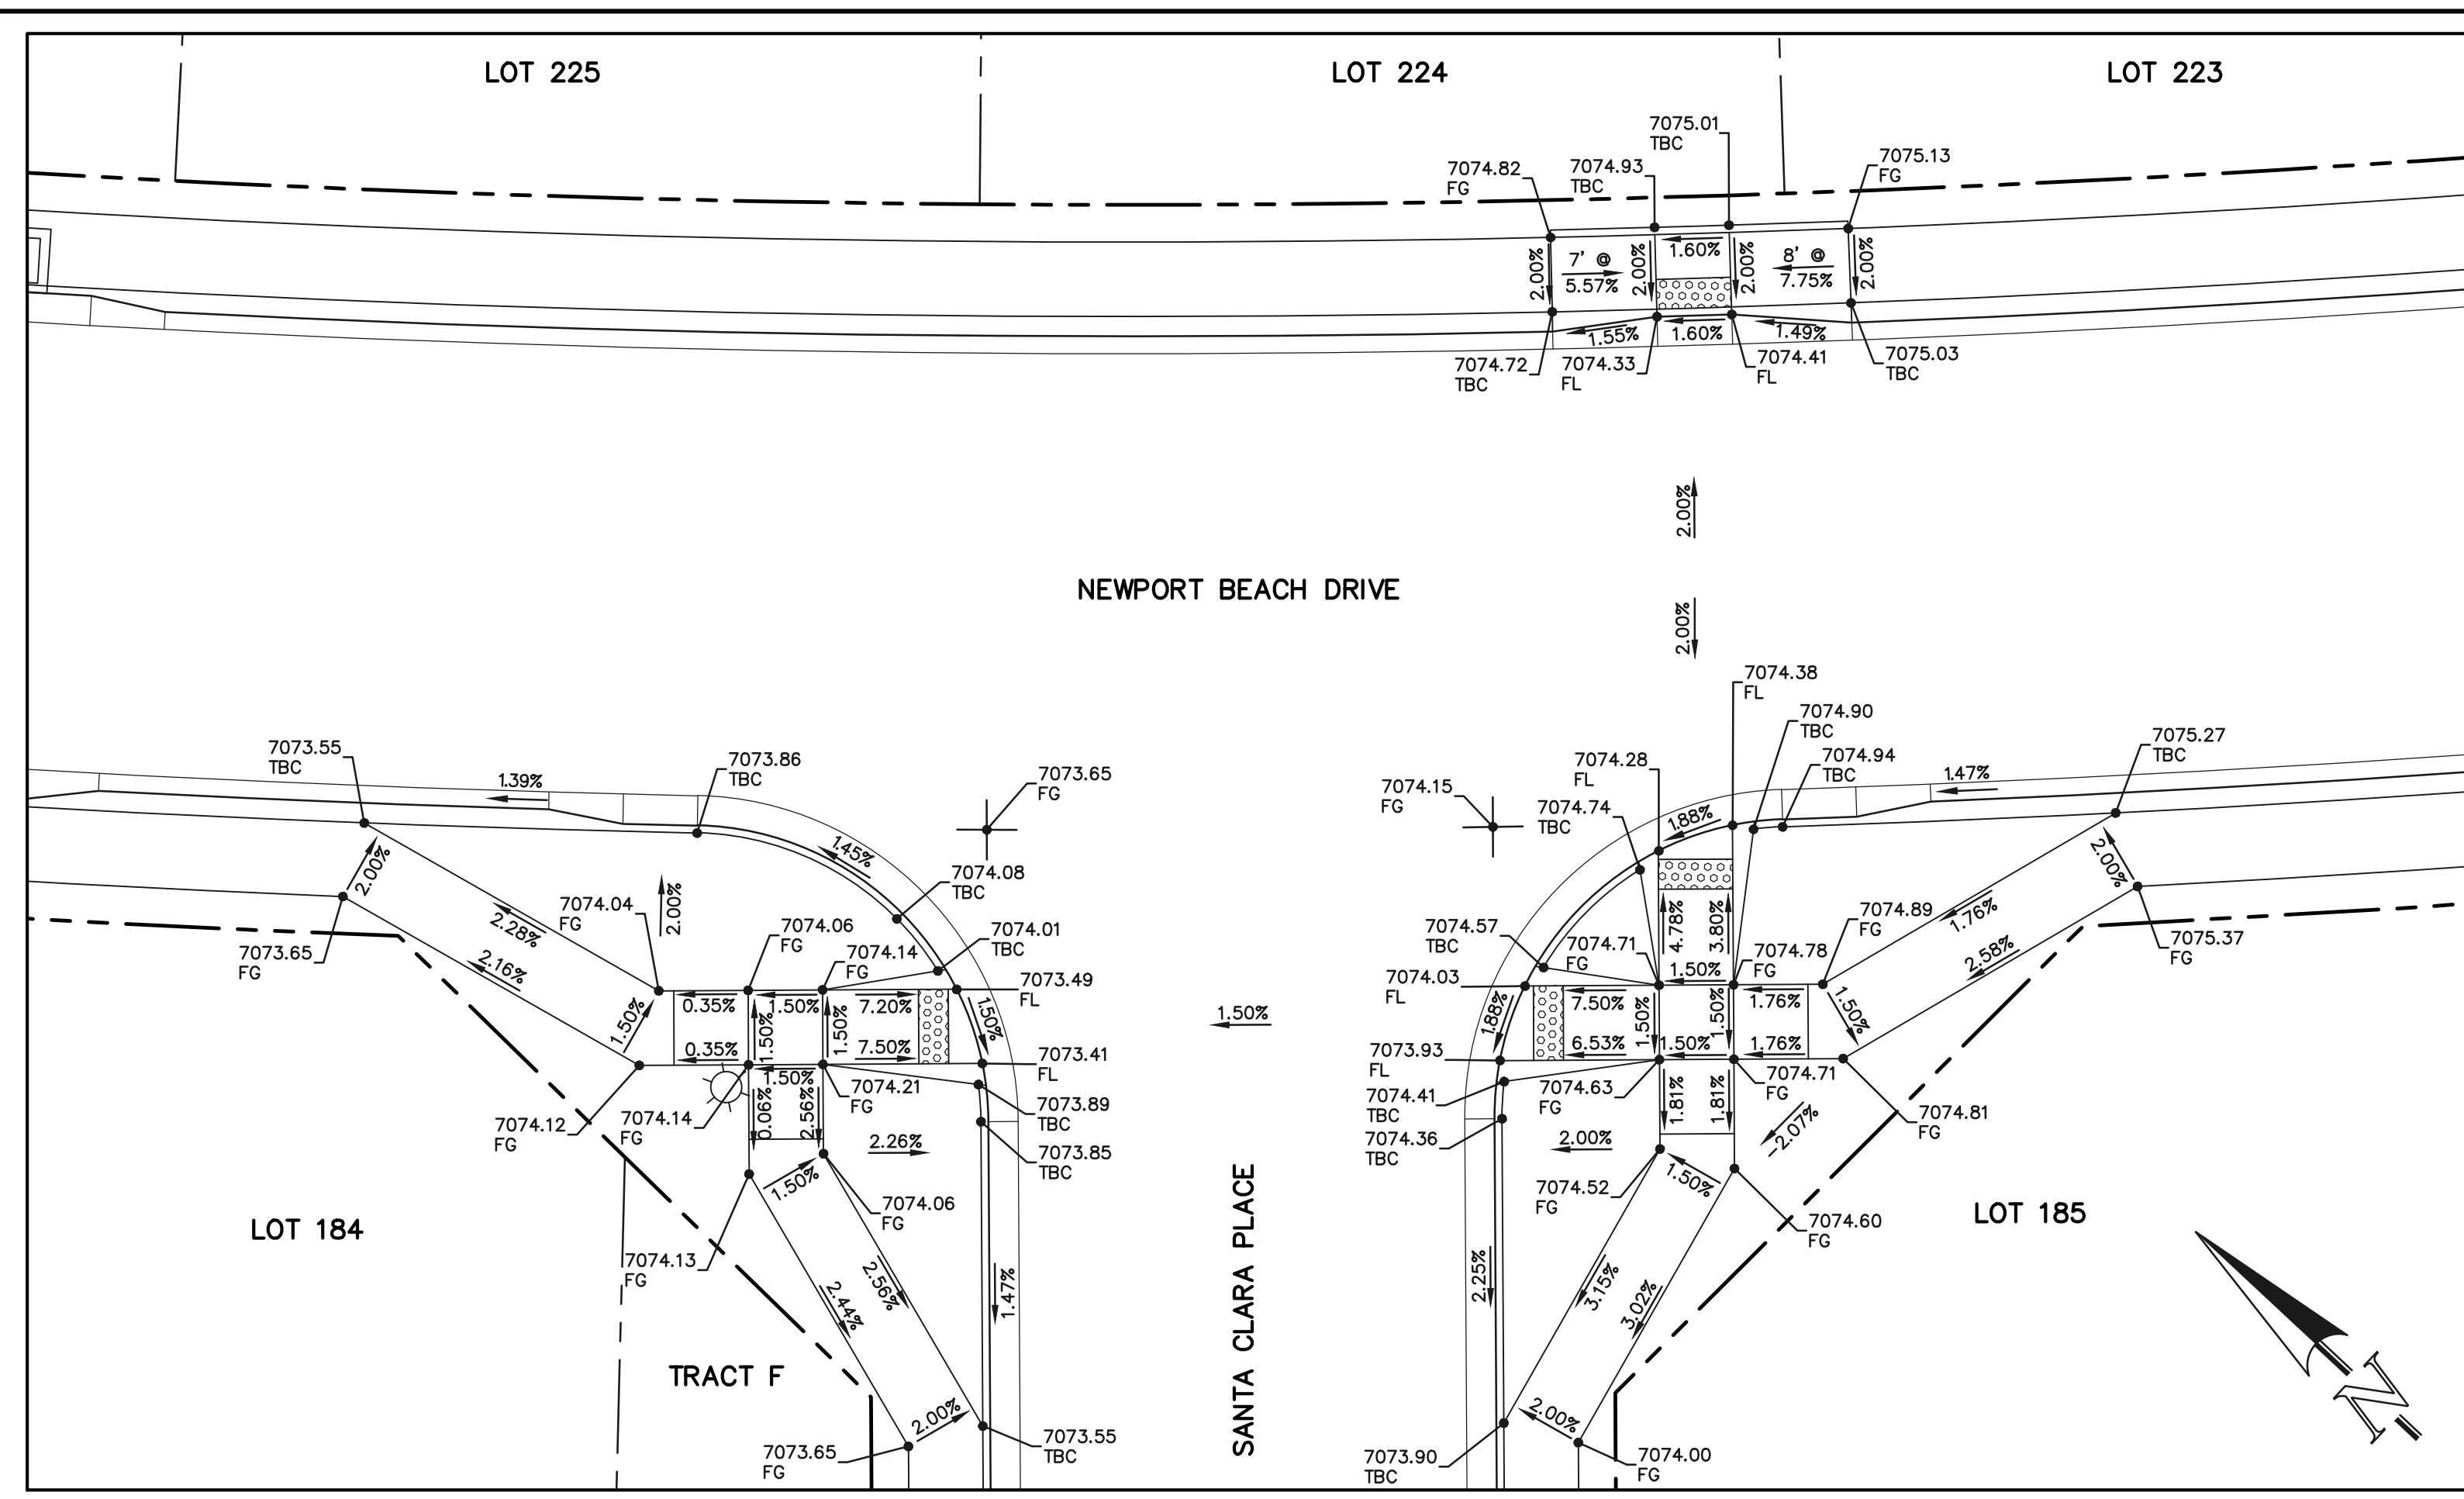 LOT 225
LOT 224
LOT 223
7075.01
TBC
7074.82
FG
7074.93
TBC
7075.13
FG
2.00%
7' @
5.57%
2.00%
1.60%
2.00%
8' @
7.75%
2.00%
1.55%
1.60%
1.49%
7074.72
TBC
7074.33
FL
7074.41
FL
7075.03
TBC
2.00%
NEWPORT BEACH DRIVE
2.00%
7074.38
FL
7074.90
TBC
7074.94
TBC
7075.27
TBC
7073.55
TBC
1.39%
7073.86
TBC
7073.65
FG
7074.15
FG
7074.28
FL
7074.74
TBC
1.88%
1.47%
2.00%
1.45%
7074.08
TBC
2.00%
7074.04
FG
2.00%
7074.06
FG
7074.14
FG
7074.01
TBC
7074.57
TBC
7074.71
FG
4.78%
3.80%
7074.78
FG
7074.89
FG
1.76%
7075.37
FG
7073.65
FG
2.28%
2.16%
2.58%
7073.49
FL
7074.03
FL
1.50%
0.35%
1.50%
7.20%
1.50%
1.50%
1.50%
7.50%
1.88%
7.50%
1.50%
1.50%
1.50%
1.76%
1.50%
0.35%
1.50%
7.50%
7073.41
FL
7073.93
FL
6.53%
1.50%
1.76%
7074.12
FG
7074.14
FG
0.06%
2.56%
7074.21
FG
7073.89
TBC
7074.41
TBC
7074.63
FG
1.81%
1.81%
7074.71
FG
7074.81
FG
2.26%
7073.85
TBC
7074.36
TBC
2.00%
-2.07%
1.50%
7074.06
FG
7074.52
FG
1.50%
7074.60
FG
LOT 184
LOT 185
7074.13
FG
2.44%
2.56%
1.47%
SANTA CLARA PLACE
2.25%
3.15%
3.02%
TRACT F
2.00%
7073.65
FG
7073.55
TBC
7073.90
TBC
2.00%
7074.00
FG
N